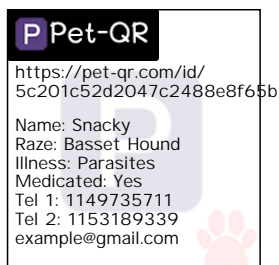 P Pet-QR
https://pet-qr.com/id/
5c201c52d2047c2488e8f65b
Name: Snacky
Raze: Basset Hound
Illness: Parasites
Medicated: Yes
Tel 1: 1149735711
Tel 2: 1153189339
example@gmail.com